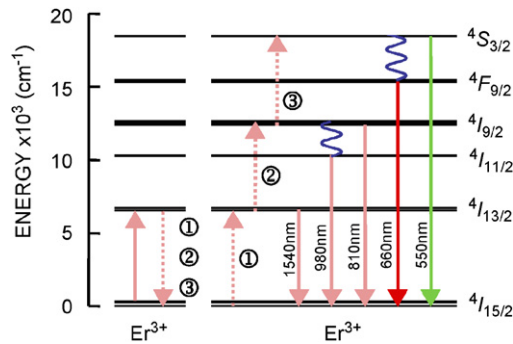 ENERGY x10³ (cm⁻¹)
20
15
10
5
0
⁴S₃/₂
⁴F₉/₂
⁴I₉/₂
⁴I₁₁/₂
⁴I₁₃/₂
⁴I₁₅/₂
③
②
①
①
②
③
1540nm
980nm
810nm
660nm
550nm
Er³⁺
Er³⁺